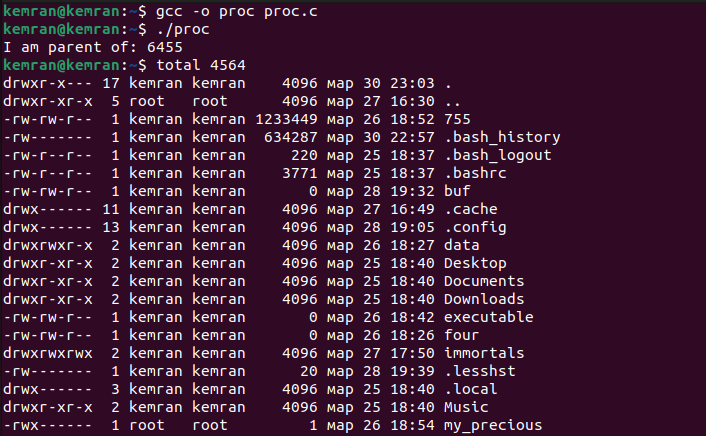 kemran@kemran:~$ gcc -o proc proc.c
kemran@kemran:~$ ./proc
I am parent of: 6455
kemran@kemran:~$ total 4564
drwxr-x--- 17 kemran kemran    4096 мар 30 23:03 .
drwxr-xr-x  5 root   root      4096 мар 27 16:30 ..
-rw-rw-r--  1 kemran kemran 1233449 мар 26 18:52 755
-rw-------  1 kemran kemran  634287 мар 30 22:57 .bash_history
-rw-r--r--  1 kemran kemran     220 мар 25 18:37 .bash_logout
-rw-r--r--  1 kemran kemran    3771 мар 25 18:37 .bashrc
-rw-rw-r--  1 kemran kemran       0 мар 28 19:32 buf
drwx------ 11 kemran kemran    4096 мар 27 16:49 .cache
drwx------ 13 kemran kemran    4096 мар 28 19:05 .config
drwxrwxr-x  2 kemran kemran    4096 мар 26 18:27 data
drwxr-xr-x  2 kemran kemran    4096 мар 25 18:40 Desktop
drwxr-xr-x  2 kemran kemran    4096 мар 25 18:40 Documents
drwxr-xr-x  2 kemran kemran    4096 мар 25 18:40 Downloads
-rw-rw-r--  1 kemran kemran       0 мар 26 18:42 executable
-rw-rw-r--  1 kemran kemran       0 мар 26 18:26 four
drwxrwxrwx  2 kemran kemran    4096 мар 27 17:50 immortals
-rw-------  1 kemran kemran      20 мар 28 19:39 .lesshst
drwx------  3 kemran kemran    4096 мар 25 18:40 .local
drwxr-xr-x  2 kemran kemran    4096 мар 25 18:40 Music
-rwx------  1 root   root         1 мар 26 18:54 my_precious